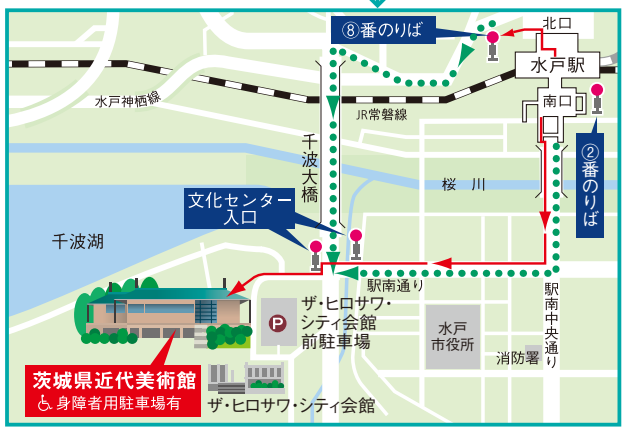 ⑧番のりば
北口
水戸駅
南口
水戸神栖線
JR常磐線
②番のりば
千波大橋
桜川
文化センター
入口
千波湖
駅南通り
駅南中央通り
P
ザ・ヒロサワ・
シティ会館
前駐車場
水戸
市役所
消防署
茨城県近代美術館
身障者用駐車場有
ザ・ヒロサワ・シティ会館